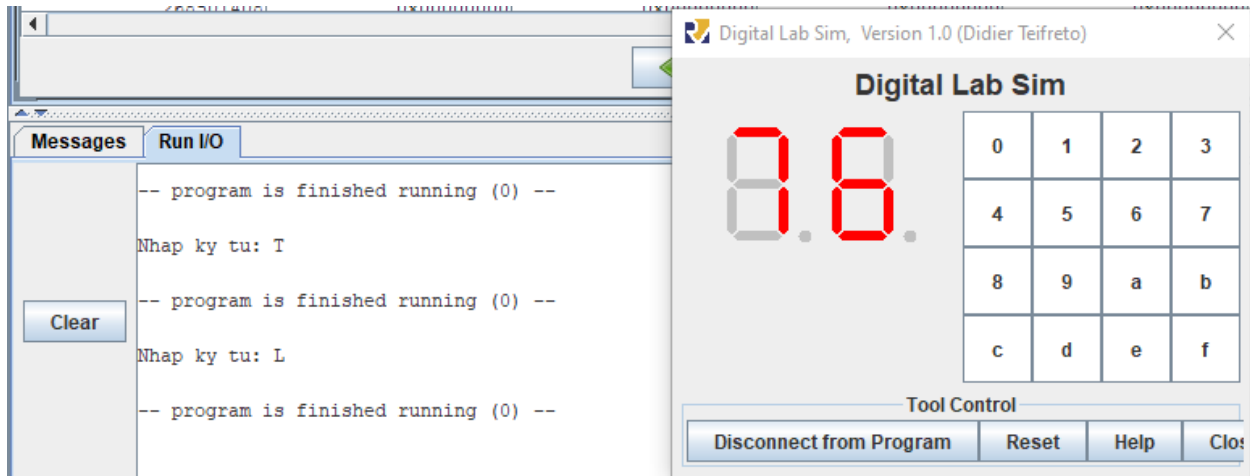 Digital Lab Sim, Version 1.0 (Didier Teifreto)
Digital Lab Sim
76
0 1 2 3
4 5 6 7
8 9 a b
c d e f
Tool Control
Disconnect from Program Reset Help Clos
Messages Run I/O
Clear
-- program is finished running (0) --
Nhap ky tu: T
-- program is finished running (0) --
Nhap ky tu: L
-- program is finished running (0) --